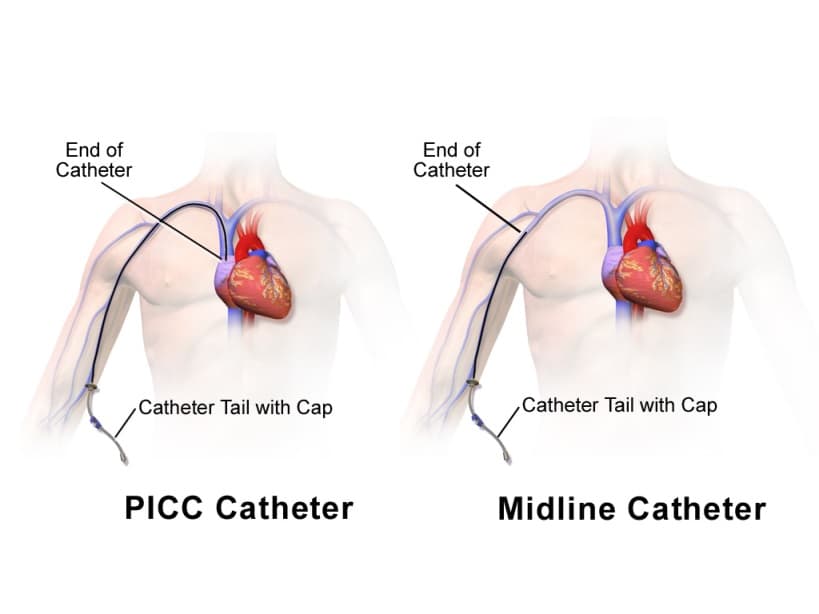 End of
Catheter
Catheter Tail with Cap
PICC Catheter
End of
Catheter
Catheter Tail with Cap
Midline Catheter